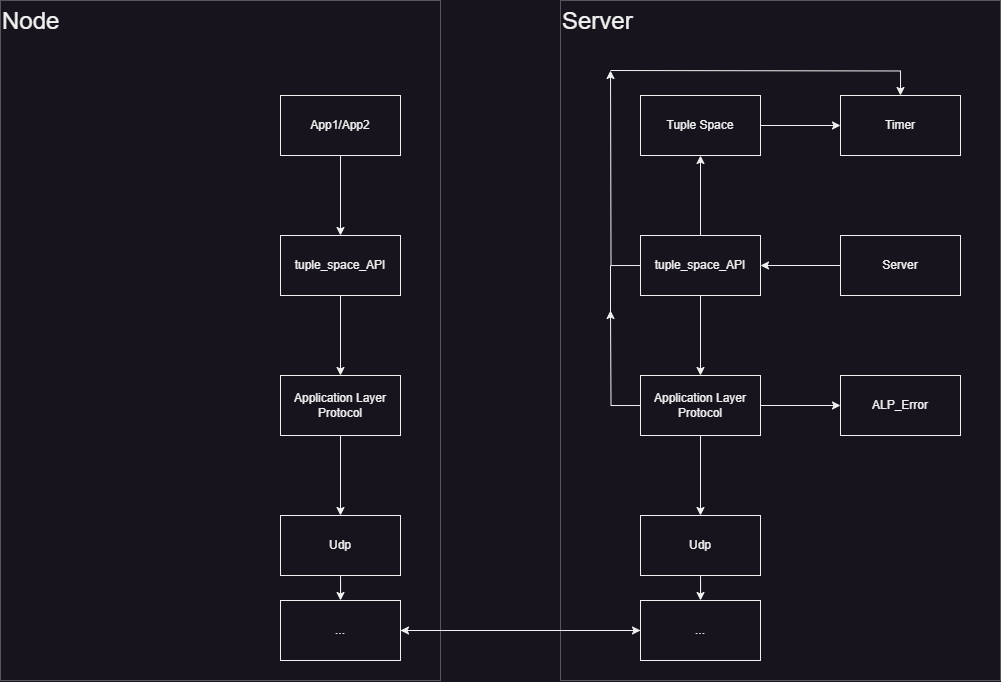 Node
Server
App1/App2
Tuple Space
Timer
tuple_space_API
tuple_space_API
Server
Application Layer
Protocol
Application Layer
Protocol
ALP_Error
Udp
Udp
...
...